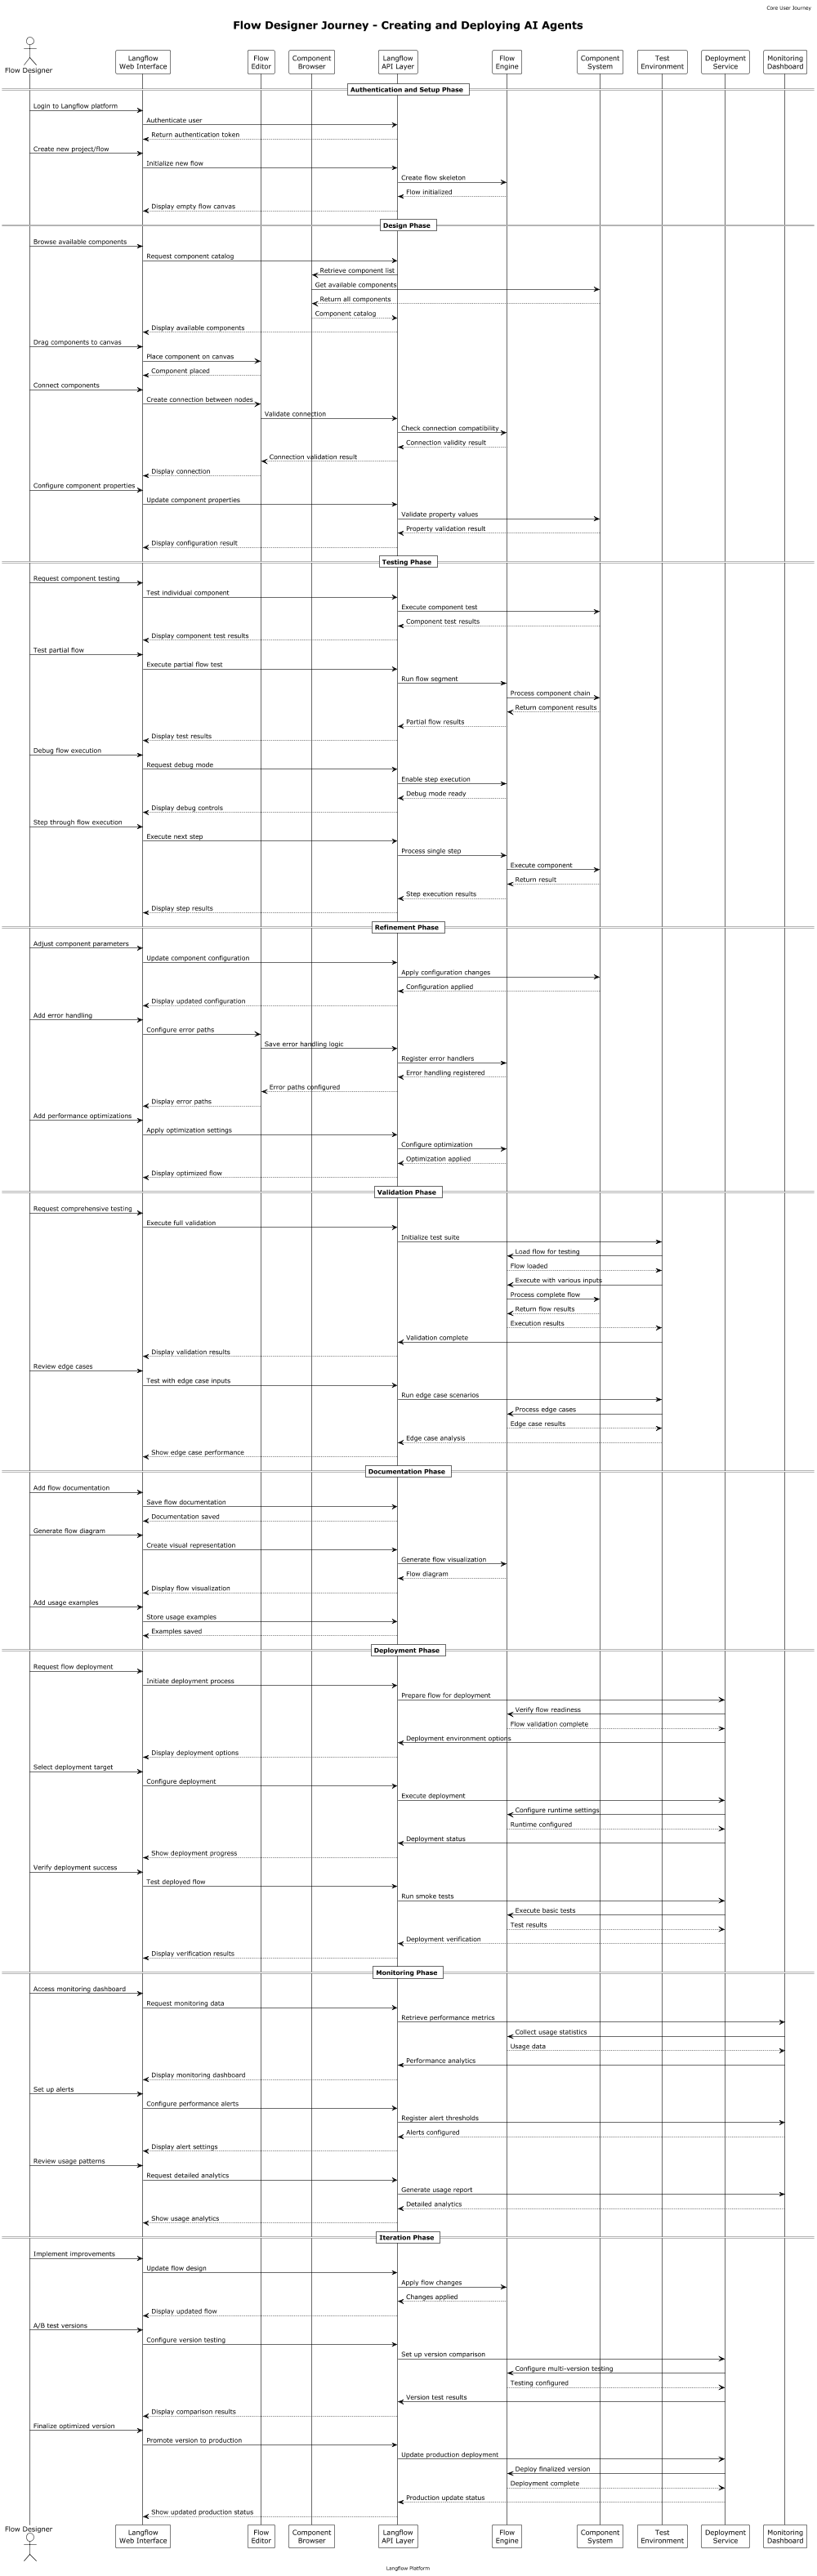 Core User Journey
Flow Designer Journey - Creating and Deploying AI Agents
Flow Designer
Langflow
Web Interface
Flow
Editor
Component
Browser
Langflow
API Layer
Flow
Engine
Component
System
Test
Environment
Deployment
Service
Monitoring
Dashboard
Authentication and Setup Phase
Login to Langflow platform
Authenticate user
Return authentication token
Create new project/flow
Initialize new flow
Create flow skeleton
Flow initialized
Display empty flow canvas
Design Phase
Browse available components
Request component catalog
Retrieve component list
Get available components
Return all components
Component catalog
Display available components
Drag components to canvas
Place component on canvas
Component placed
Connect components
Create connection between nodes
Validate connection
Check connection compatibility
Connection validity result
Connection validation result
Display connection
Configure component properties
Update component properties
Validate property values
Property validation result
Display configuration result
Testing Phase
Request component testing
Test individual component
Execute component test
Component test results
Display component test results
Test partial flow
Execute partial flow test
Run flow segment
Process component chain
Return component results
Partial flow results
Display test results
Debug flow execution
Request debug mode
Enable step execution
Debug mode ready
Display debug controls
Step through flow execution
Execute next step
Process single step
Execute component
Return result
Step execution results
Display step results
Refinement Phase
Adjust component parameters
Update component configuration
Apply configuration changes
Configuration applied
Display updated configuration
Add error handling
Configure error paths
Save error handling logic
Register error handlers
Error handling registered
Error paths configured
Display error paths
Add performance optimizations
Apply optimization settings
Configure optimization
Optimization applied
Display optimized flow
Validation Phase
Request comprehensive testing
Execute full validation
Initialize test suite
Load flow for testing
Flow loaded
Execute with various inputs
Process complete flow
Return flow results
Execution results
Validation complete
Display validation results
Review edge cases
Test with edge case inputs
Run edge case scenarios
Process edge cases
Edge case results
Edge case analysis
Show edge case performance
Documentation Phase
Add flow documentation
Save flow documentation
Documentation saved
Generate flow diagram
Create visual representation
Generate flow visualization
Flow diagram
Display flow visualization
Add usage examples
Store usage examples
Examples saved
Deployment Phase
Request flow deployment
Initiate deployment process
Prepare flow for deployment
Verify flow readiness
Flow validation complete
Deployment environment options
Display deployment options
Select deployment target
Configure deployment
Execute deployment
Configure runtime settings
Runtime configured
Deployment status
Show deployment progress
Verify deployment success
Test deployed flow
Run smoke tests
Execute basic tests
Test results
Deployment verification
Display verification results
Monitoring Phase
Access monitoring dashboard
Request monitoring data
Retrieve performance metrics
Collect usage statistics
Usage data
Performance analytics
Display monitoring dashboard
Set up alerts
Configure performance alerts
Register alert thresholds
Alerts configured
Display alert settings
Review usage patterns
Request detailed analytics
Generate usage report
Detailed analytics
Show usage analytics
Iteration Phase
Implement improvements
Update flow design
Apply flow changes
Changes applied
Display updated flow
A/B test versions
Configure version testing
Set up version comparison
Configure multi-version testing
Testing configured
Version test results
Display comparison results
Finalize optimized version
Promote version to production
Update production deployment
Deploy finalized version
Deployment complete
Production update status
Show updated production status
Flow Designer
Langflow
Web Interface
Flow
Editor
Component
Browser
Langflow
API Layer
Flow
Engine
Component
System
Test
Environment
Deployment
Service
Monitoring
Dashboard
Langflow Platform